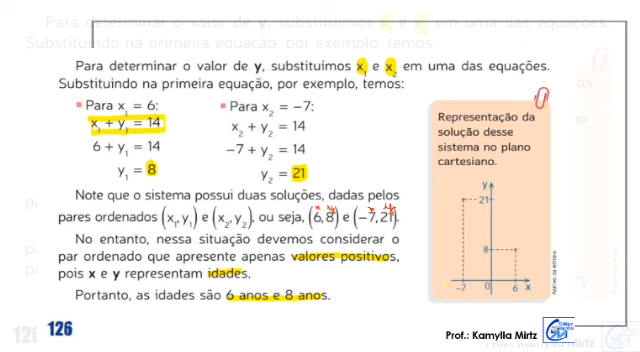 Para determinar o valor de y, substituímos x₁ e x₂ em uma das equações.
Substituindo na primeira equação, por exemplo, temos:
Para x₁ = 6:
x₁ + y₁ = 14
6 + y₁ = 14
y₁ = 8
Para x₂ = −7:
x₂ + y₂ = 14
−7 + y₂ = 14
y₂ = 21
Note que o sistema possui duas soluções, dadas pelos
x y x y
pares ordenados (x₁, y₁) e (x₂, y₂), ou seja, (6, 8) e (−7, 21).
No entanto, nessa situação devemos considerar o
par ordenado que apresente apenas valores positivos,
pois x e y representam idades.
Portanto, as idades são 6 anos e 8 anos.
Representação da
solução desse
sistema no plano
cartesiano.
y
21
8
−7 0 6 x
Acervo da editora
126
Prof.: Kamylla Mirtz